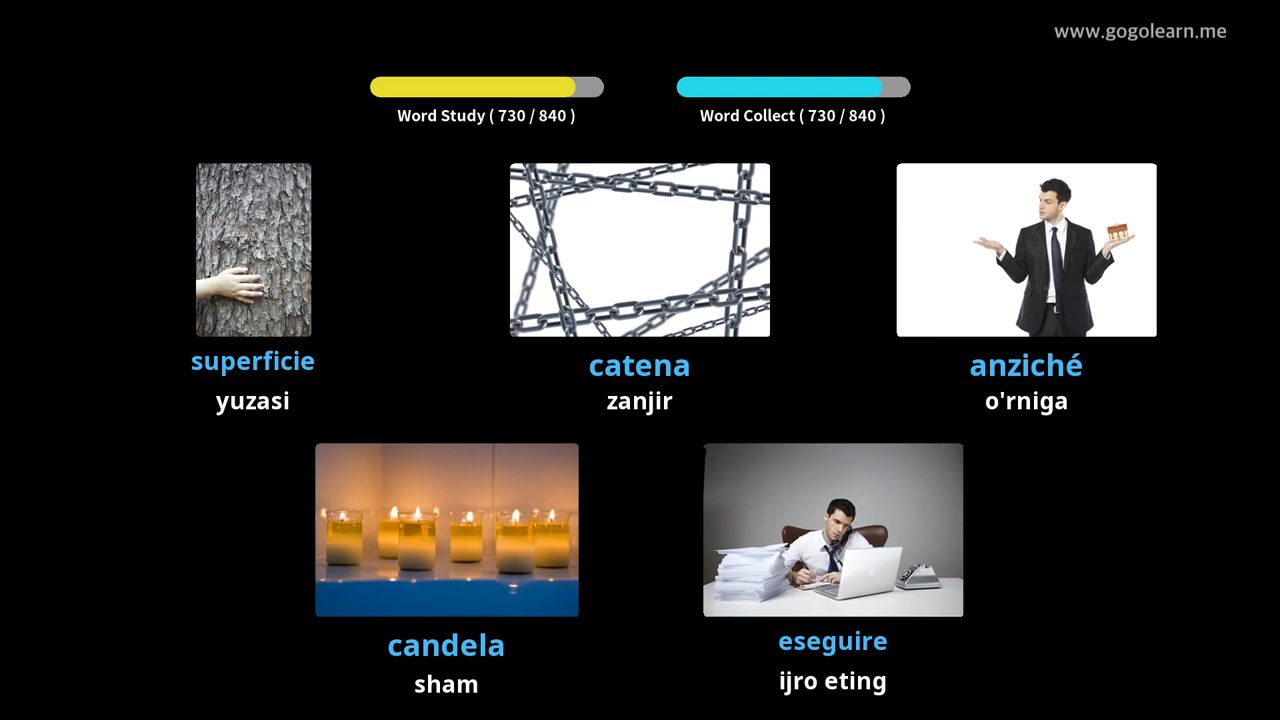 www.gogolearn.me
Word Study ( 730 / 840 )
Word Collect ( 730 / 840 )
superficie
yuzasi
catena
zanjir
anziché
o'rniga
candela
sham
eseguire
ijro eting